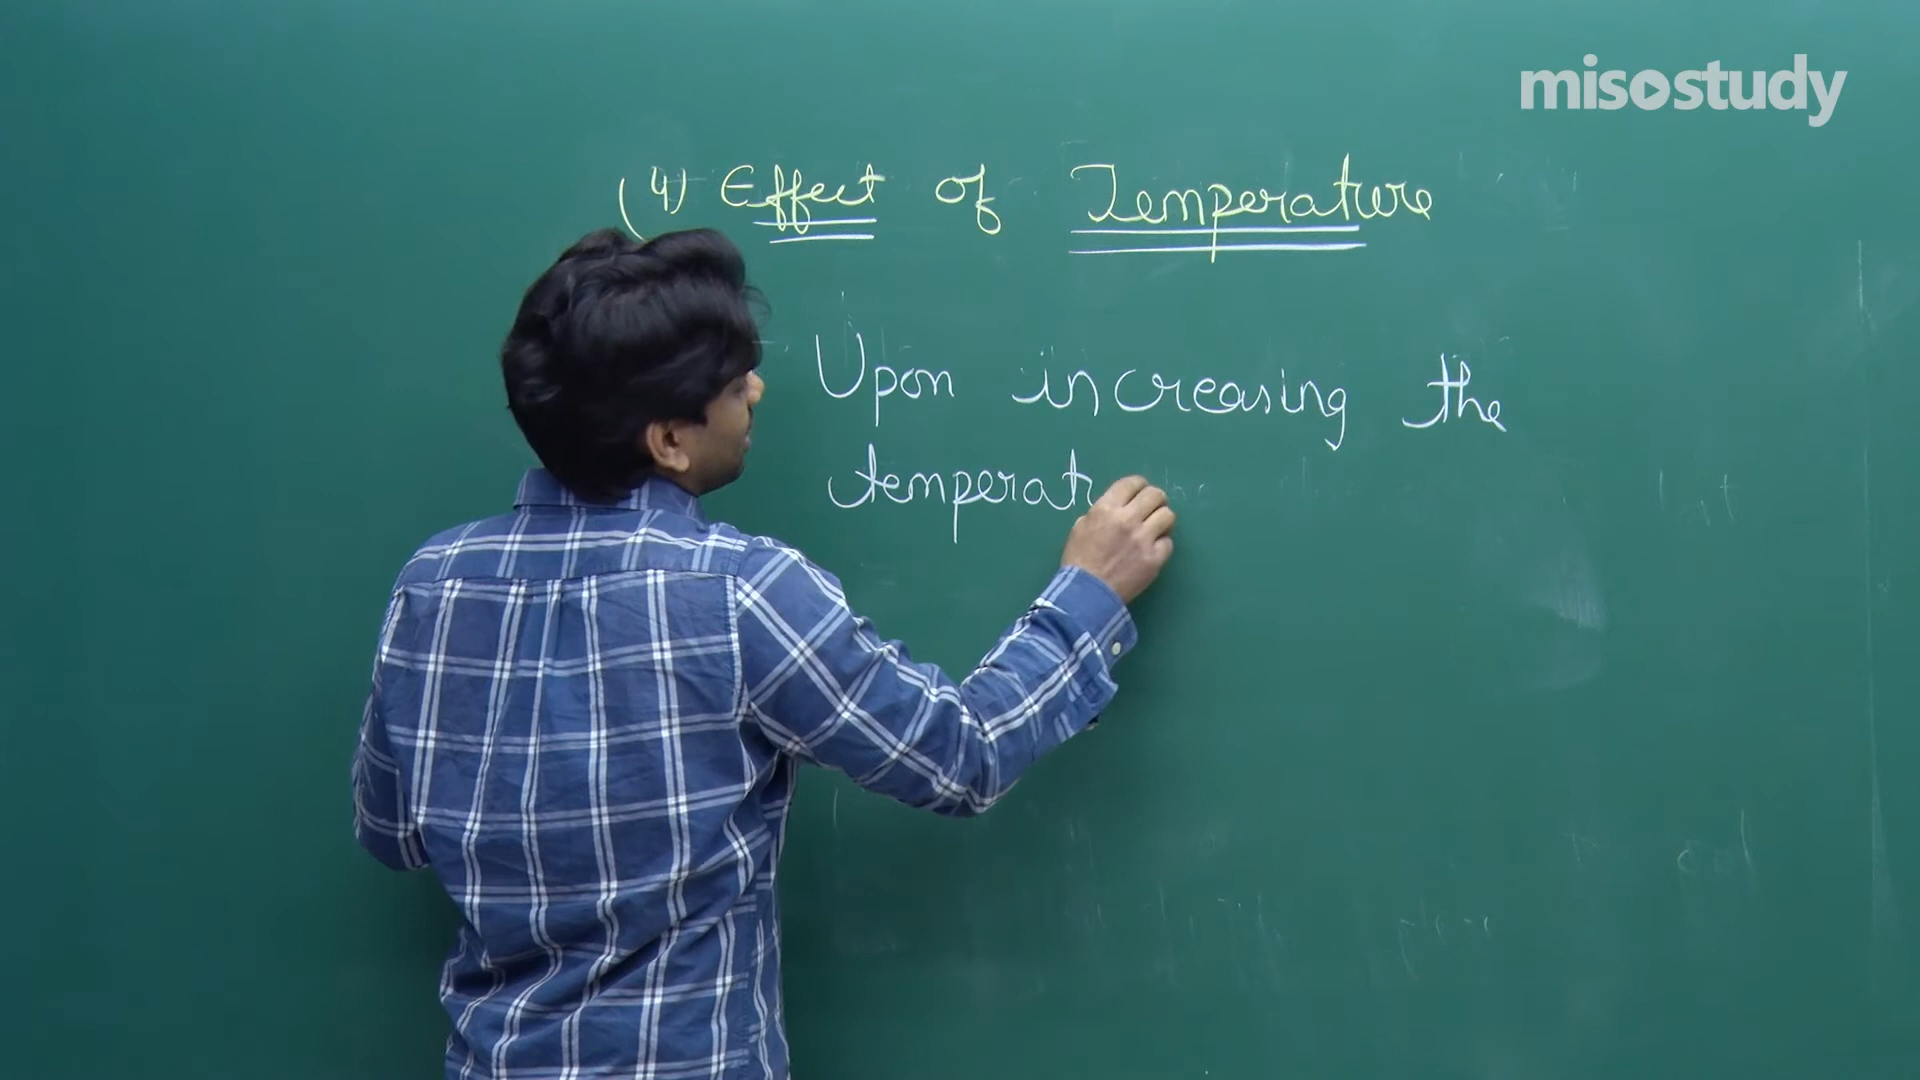 misostudy
(4) Effect of Temperature
Upon increasing the
temperat